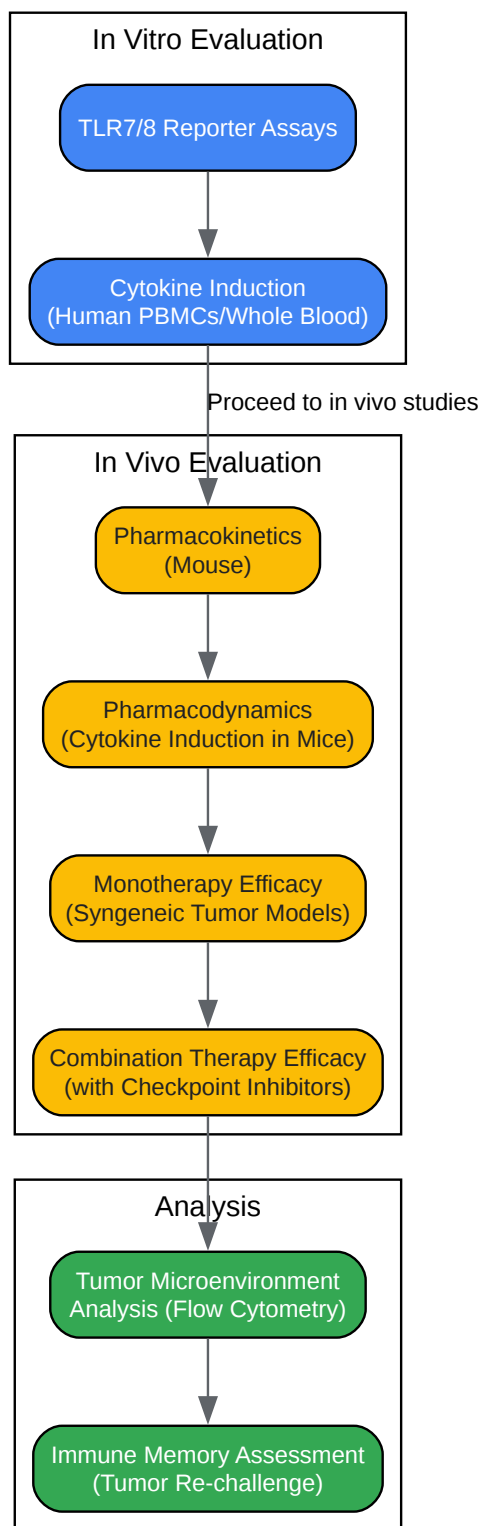 In Vitro Evaluation
TLR7/8 Reporter Assays
Cytokine Induction
(Human PBMCs/Whole Blood)
Proceed to in vivo studies
In Vivo Evaluation
Pharmacokinetics
(Mouse)
Pharmacodynamics
(Cytokine Induction in Mice)
Monotherapy Efficacy
(Syngeneic Tumor Models)
Combination Therapy Efficacy
(with Checkpoint Inhibitors)
Analysis
Tumor Microenvironment
Analysis (Flow Cytometry)
Immune Memory Assessment
(Tumor Re-challenge)